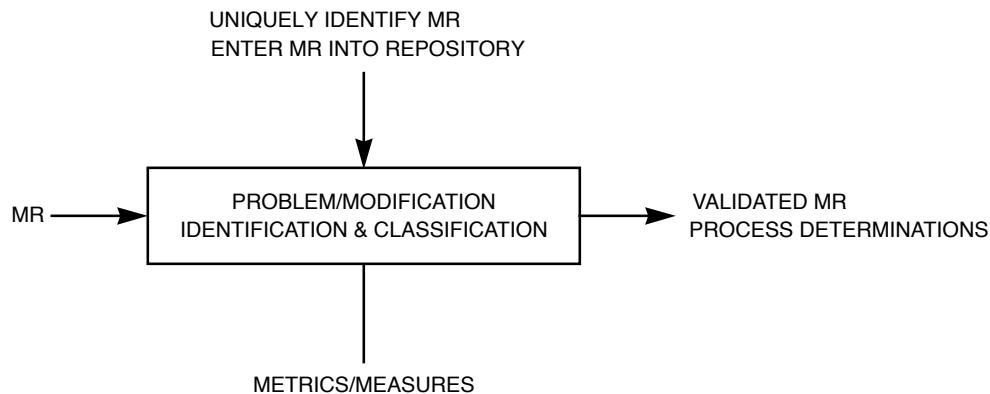 UNIQUELY IDENTIFY MR
ENTER MR INTO REPOSITORY
MR
PROBLEM/MODIFICATION
IDENTIFICATION & CLASSIFICATION
VALIDATED MR
PROCESS DETERMINATIONS
METRICS/MEASURES